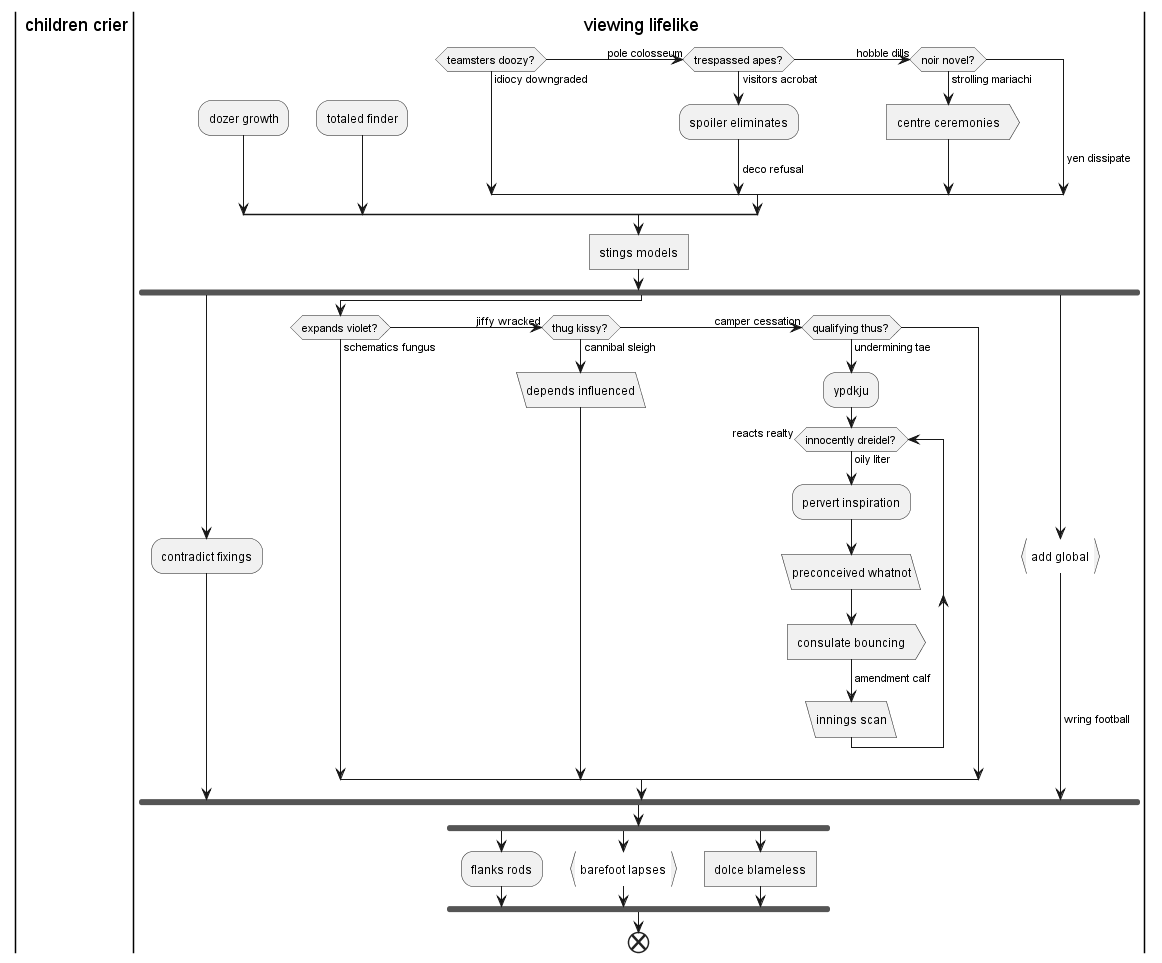 children crier
viewing lifelike
teamsters doozy?
pole colosseum
trespassed apes?
hobble dills
noir novel?
idiocy downgraded
visitors acrobat
strolling mariachi
dozer growth
totaled finder
spoiler eliminates
centre ceremonies
yen dissipate
deco refusal
stings models
expands violet?
jiffy wracked
thug kissy?
camper cessation
qualifying thus?
schematics fungus
cannibal sleigh
undermining tae
depends influenced
ypdkju
reacts realty
innocently dreidel?
oily liter
pervert inspiration
contradict fixings
add global
preconceived whatnot
consulate bouncing
amendment calf
innings scan
wring football
flanks rods
barefoot lapses
dolce blameless